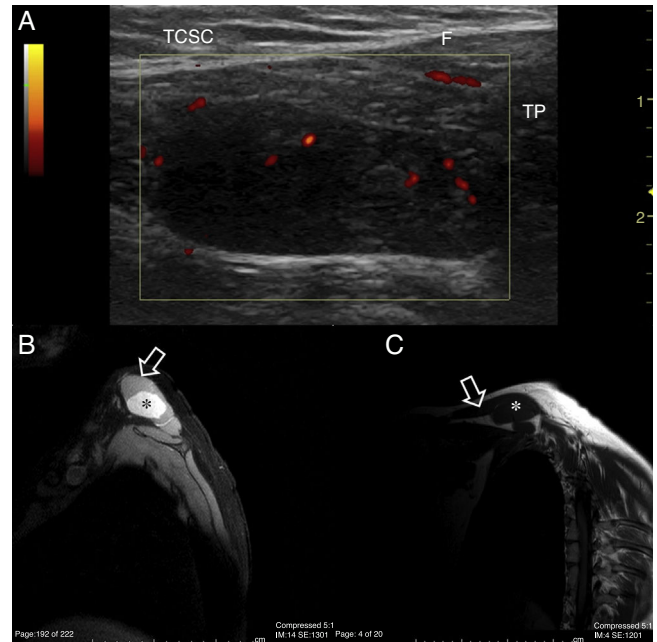 A
TCSC
F
TP
1
2
B
*
Page:192 of 222
Compressed 5:1
IM:14 SE:1301
cm
C
*
Page: 4 of 20
Compressed 5:1
IM:4 SE:1201
cm